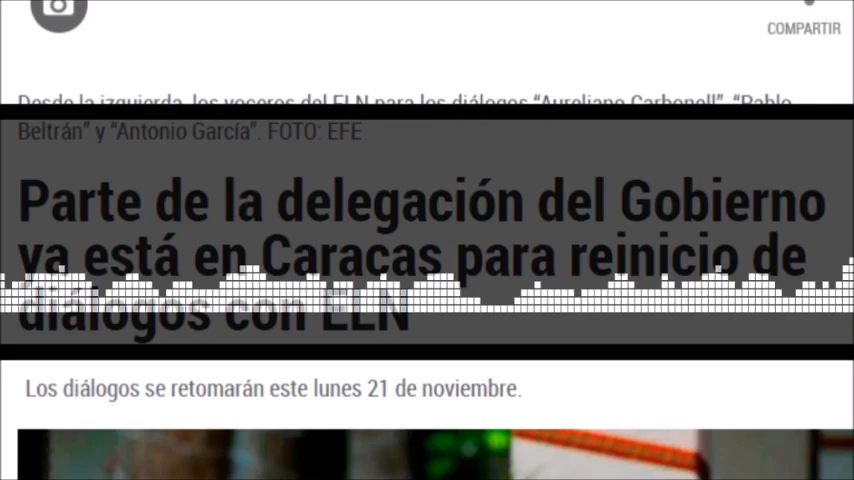 COMPARTIR
Desde la izquierda, los voceros del ELN para los diálogos “Aureliano Carbonell”, “Pablo
Beltrán” y “Antonio García”. FOTO: EFE
Parte de la delegación del Gobierno
ya está en Caracas para reinicio de
diálogos con ELN
Los diálogos se retomarán este lunes 21 de noviembre.